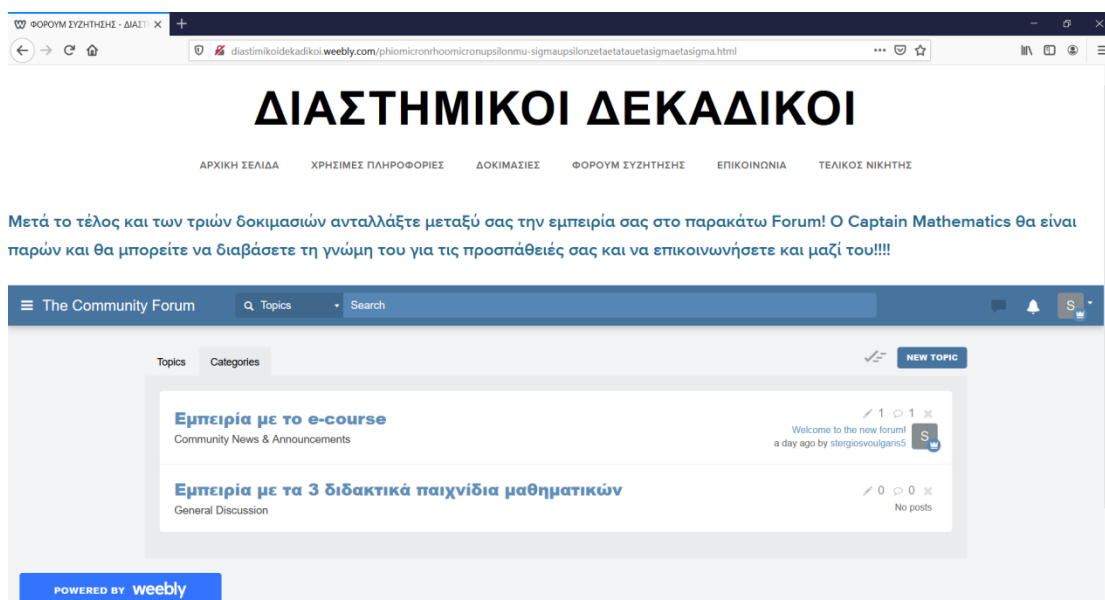 ΦΟΡΟΥΜ ΣΥΖΗΤΗΣΗΣ - ΔΙΑΣΤ
diastimikoidekadikoi.weebly.com/phiomicronrhoomicronupsilonmu-sigmaupsilonzetaetatauetasigmaetasigma.html
ΔΙΑΣΤΗΜΙΚΟΙ ΔΕΚΑΔΙΚΟΙ
ΑΡΧΙΚΗ ΣΕΛΙΔΑ ΧΡΗΣΙΜΕΣ ΠΛΗΡΟΦΟΡΙΕΣ ΔΟΚΙΜΑΣΙΕΣ ΦΟΡΟΥΜ ΣΥΖΗΤΗΣΗΣ ΕΠΙΚΟΙΝΩΝΙΑ ΤΕΛΙΚΟΣ ΝΙΚΗΤΗΣ
Μετά το τέλος και των τριών δοκιμασιών ανταλλάξτε μεταξύ σας την εμπειρία σας στο παρακάτω Forum! Ο Captain Mathematics θα είναι
παρών και θα μπορείτε να διαβάσετε τη γνώμη του για τις προσπάθειές σας και να επικοινωνήσετε και μαζί του!!!!
The Community Forum Topics Search S
Topics Categories NEW TOPIC
Εμπειρία με το e-course 1 1
Community News & Announcements
Welcome to the new forum! S
a day ago by stergiosvoulgaris5
Εμπειρία με τα 3 διδακτικά παιχνίδια μαθηματικών 0 0
General Discussion No posts
POWERED BY weebly